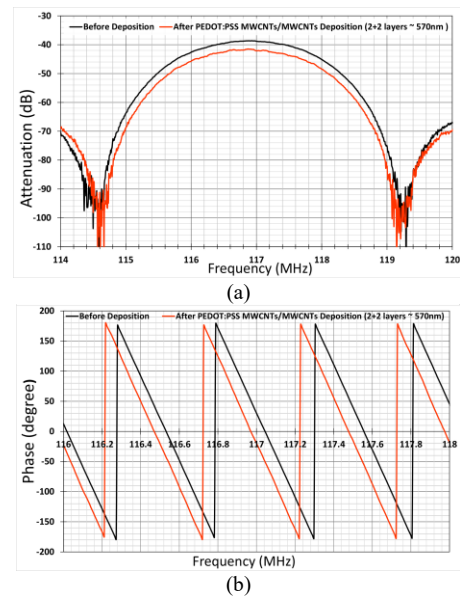 Before Deposition
After PEDOT:PSS MWCNTs/MWCNTs Deposition (2+2 layers ~ 570nm )
-30
-40
-50
-60
-70
-80
-90
-100
-110
Attenuation (dB)
114 115 116 117 118 119 120
Frequency (MHz)
(a)
Before Deposition
After PEDOT:PSS MWCNTs/MWCNTs Deposition (2+2 layers ~ 570nm)
200
150
100
50
0
-50
-100
-150
-200
Phase (degree)
116 116.2 116.4 116.6 116.8 117 117.2 117.4 117.6 117.8 118
Frequency (MHz)
(b)